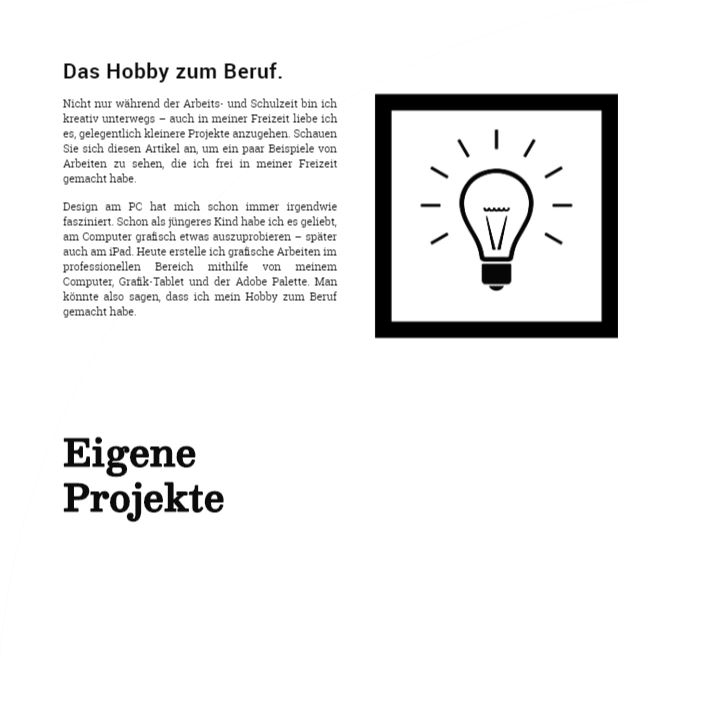 Das Hobby zum Beruf.
Nicht nur während der Arbeits- und Schulzeit bin ich
kreativ unterwegs – auch in meiner Freizeit liebe ich
es, gelegentlich kleinere Projekte anzugehen. Schauen
Sie sich diesen Artikel an, um ein paar Beispiele von
Arbeiten zu sehen, die ich frei in meiner Freizeit
gemacht habe.
Design am PC hat mich schon immer irgendwie
fasziniert. Schon als jüngeres Kind habe ich es geliebt,
am Computer grafisch etwas auszuprobieren – später
auch am iPad. Heute erstelle ich grafische Arbeiten im
professionellen Bereich mithilfe von meinem
Computer, Grafik-Tablet und der Adobe Palette. Man
könnte also sagen, dass ich mein Hobby zum Beruf
gemacht habe.
Eigene
Projekte